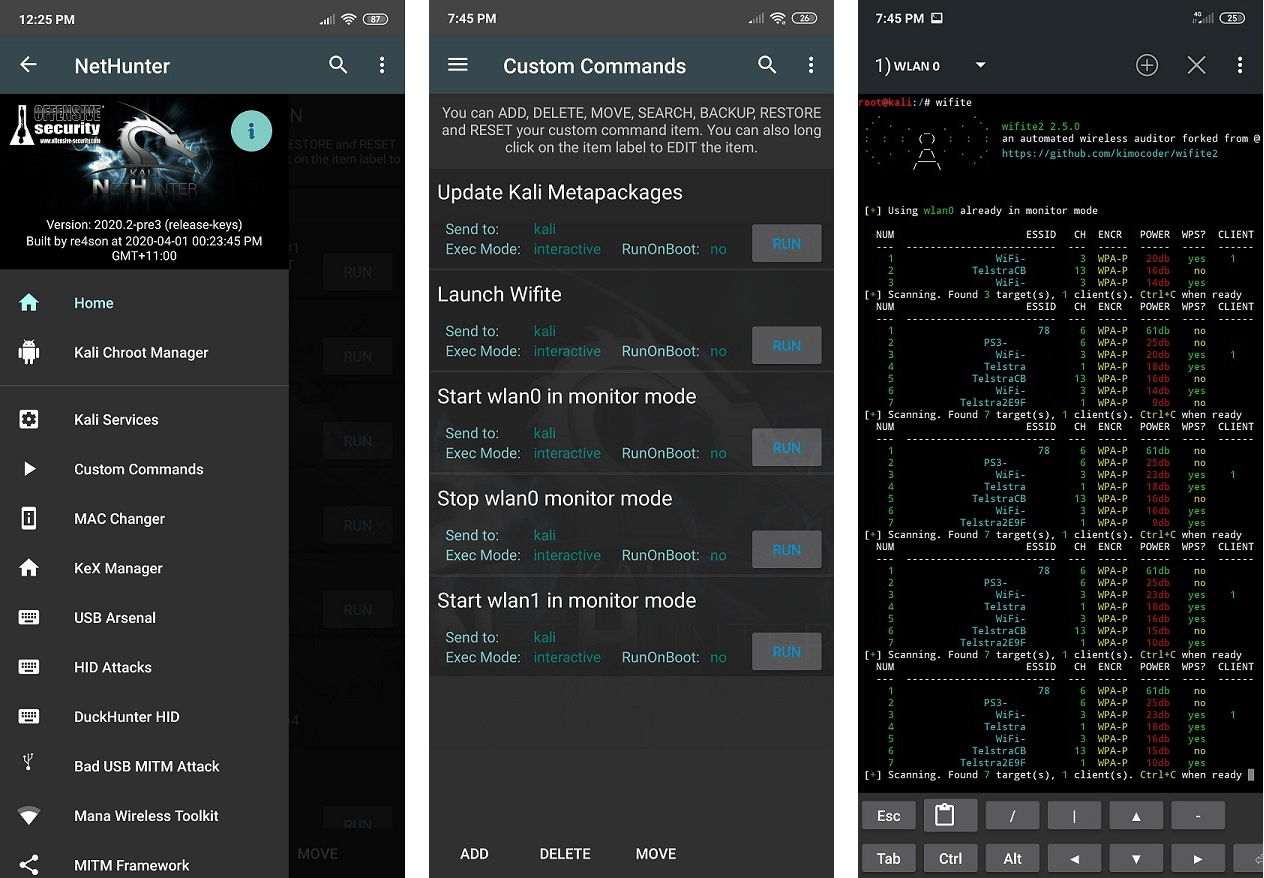 12:25 PM
87
NetHunter
OFFENSIVE
security
www.offensive-security.com
i
KALI
NETHUNTER
Version: 2020.2-pre3 (release-keys)
Built by re4son at 2020-04-01 00:23:45 PM
GMT+11:00
Home
Kali Chroot Manager
Kali Services
Custom Commands
MAC Changer
KeX Manager
USB Arsenal
HID Attacks
DuckHunter HID
Bad USB MITM Attack
Mana Wireless Toolkit
MITM Framework
ESTORE and RESET
on the item label to
RUN
RUN
RUN
RUN
RUN
RUN
MOVE
7:45 PM
26
Custom Commands
You can ADD, DELETE, MOVE, SEARCH, BACKUP, RESTORE
and RESET your custom command item. You can also long
click on the item label to EDIT the item.
Update Kali Metapackages
Send to: kali
Exec Mode: interactive RunOnBoot: no
RUN
Launch Wifite
Send to: kali
Exec Mode: interactive RunOnBoot: no
RUN
Start wlan0 in monitor mode
Send to: kali
Exec Mode: interactive RunOnBoot: no
RUN
Stop wlan0 monitor mode
Send to: kali
Exec Mode: interactive RunOnBoot: no
RUN
Start wlan1 in monitor mode
Send to: kali
Exec Mode: interactive RunOnBoot: no
RUN
ADD DELETE MOVE
7:45 PM
4G
25
1) WLAN 0
root@kali:/# wifite
wifite2 2.5.0
an automated wireless auditor forked from @
https://github.com/kimocoder/wifite2
[+] Using wlan0 already in monitor mode
NUM ESSID CH ENCR POWER WPS? CLIENT
--- ------------------------- --- ------ ----- ---- ------
1 WiFi- 3 WPA-P 20db yes 1
2 TelstraCB 13 WPA-P 16db no
3 WiFi- 3 WPA-P 14db yes
[+] Scanning. Found 3 target(s), 1 client(s). Ctrl+C when ready
NUM ESSID CH ENCR POWER WPS? CLIENT
--- ------------------------- --- ------ ----- ---- ------
1 78 6 WPA-P 61db no
2 PS3- 6 WPA-P 25db no
3 WiFi- 3 WPA-P 20db yes 1
4 Telstra 1 WPA-P 18db yes
5 TelstraCB 13 WPA-P 16db no
6 WiFi- 3 WPA-P 14db yes
7 Telstra2E9F 1 WPA-P 9db no
[+] Scanning. Found 7 target(s), 1 client(s). Ctrl+C when ready
NUM ESSID CH ENCR POWER WPS? CLIENT
--- ------------------------- --- ------ ----- ---- ------
1 78 6 WPA-P 61db no
2 PS3- 6 WPA-P 25db no
3 WiFi- 3 WPA-P 23db yes 1
4 Telstra 1 WPA-P 18db yes
5 TelstraCB 13 WPA-P 16db no
6 WiFi- 3 WPA-P 16db yes
7 Telstra2E9F 1 WPA-P 9db yes
[+] Scanning. Found 7 target(s), 1 client(s). Ctrl+C when ready
NUM ESSID CH ENCR POWER WPS? CLIENT
--- ------------------------- --- ------ ----- ---- ------
1 78 6 WPA-P 61db no
2 PS3- 6 WPA-P 25db no
3 WiFi- 3 WPA-P 23db yes 1
4 Telstra 1 WPA-P 18db yes
5 WiFi- 3 WPA-P 16db yes
6 TelstraCB 13 WPA-P 15db no
7 Telstra2E9F 1 WPA-P 10db yes
[+] Scanning. Found 7 target(s), 1 client(s). Ctrl+C when ready
NUM ESSID CH ENCR POWER WPS? CLIENT
--- ------------------------- --- ------ ----- ---- ------
1 78 6 WPA-P 61db no
2 PS3- 6 WPA-P 25db no
3 WiFi- 3 WPA-P 23db yes 1
4 Telstra 1 WPA-P 18db yes
5 WiFi- 3 WPA-P 16db yes
6 TelstraCB 13 WPA-P 15db no
7 Telstra2E9F 1 WPA-P 10db yes
[+] Scanning. Found 7 target(s), 1 client(s). Ctrl+C when ready
Esc / | ▲ -
Tab Ctrl Alt ◀ ▼ ▶